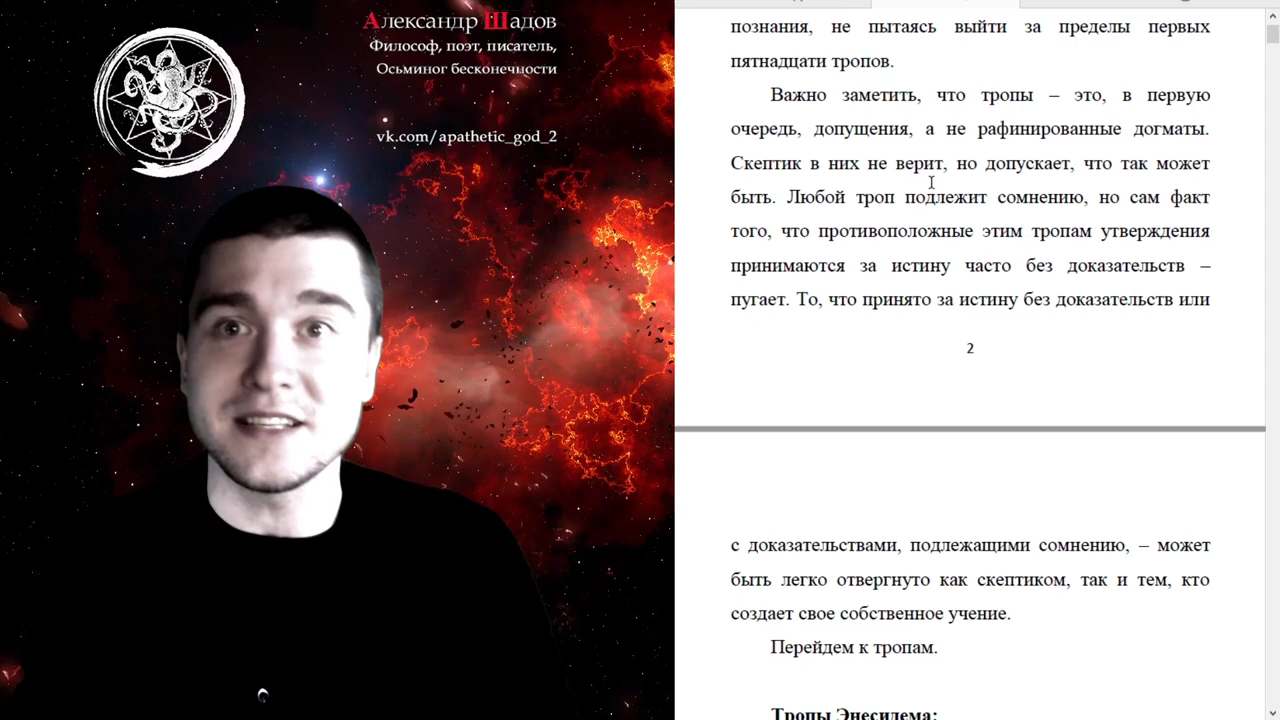 Александр Шадов
Философ, поэт, писатель,
Осьминог бесконечности
vk.com/apathetic_god_2
познания, не пытаясь выйти за пределы первых
пятнадцати тропов.
Важно заметить, что тропы – это, в первую
очередь, допущения, а не рафинированные догматы.
Скептик в них не верит, но допускает, что так может
быть. Любой троп подлежит сомнению, но сам факт
того, что противоположные этим тропам утверждения
принимаются за истину часто без доказательств –
пугает. То, что принято за истину без доказательств или
2
с доказательствами, подлежащими сомнению, – может
быть легко отвергнуто как скептиком, так и тем, кто
создает свое собственное учение.
Перейдем к тропам.
Тропы Энесидема: